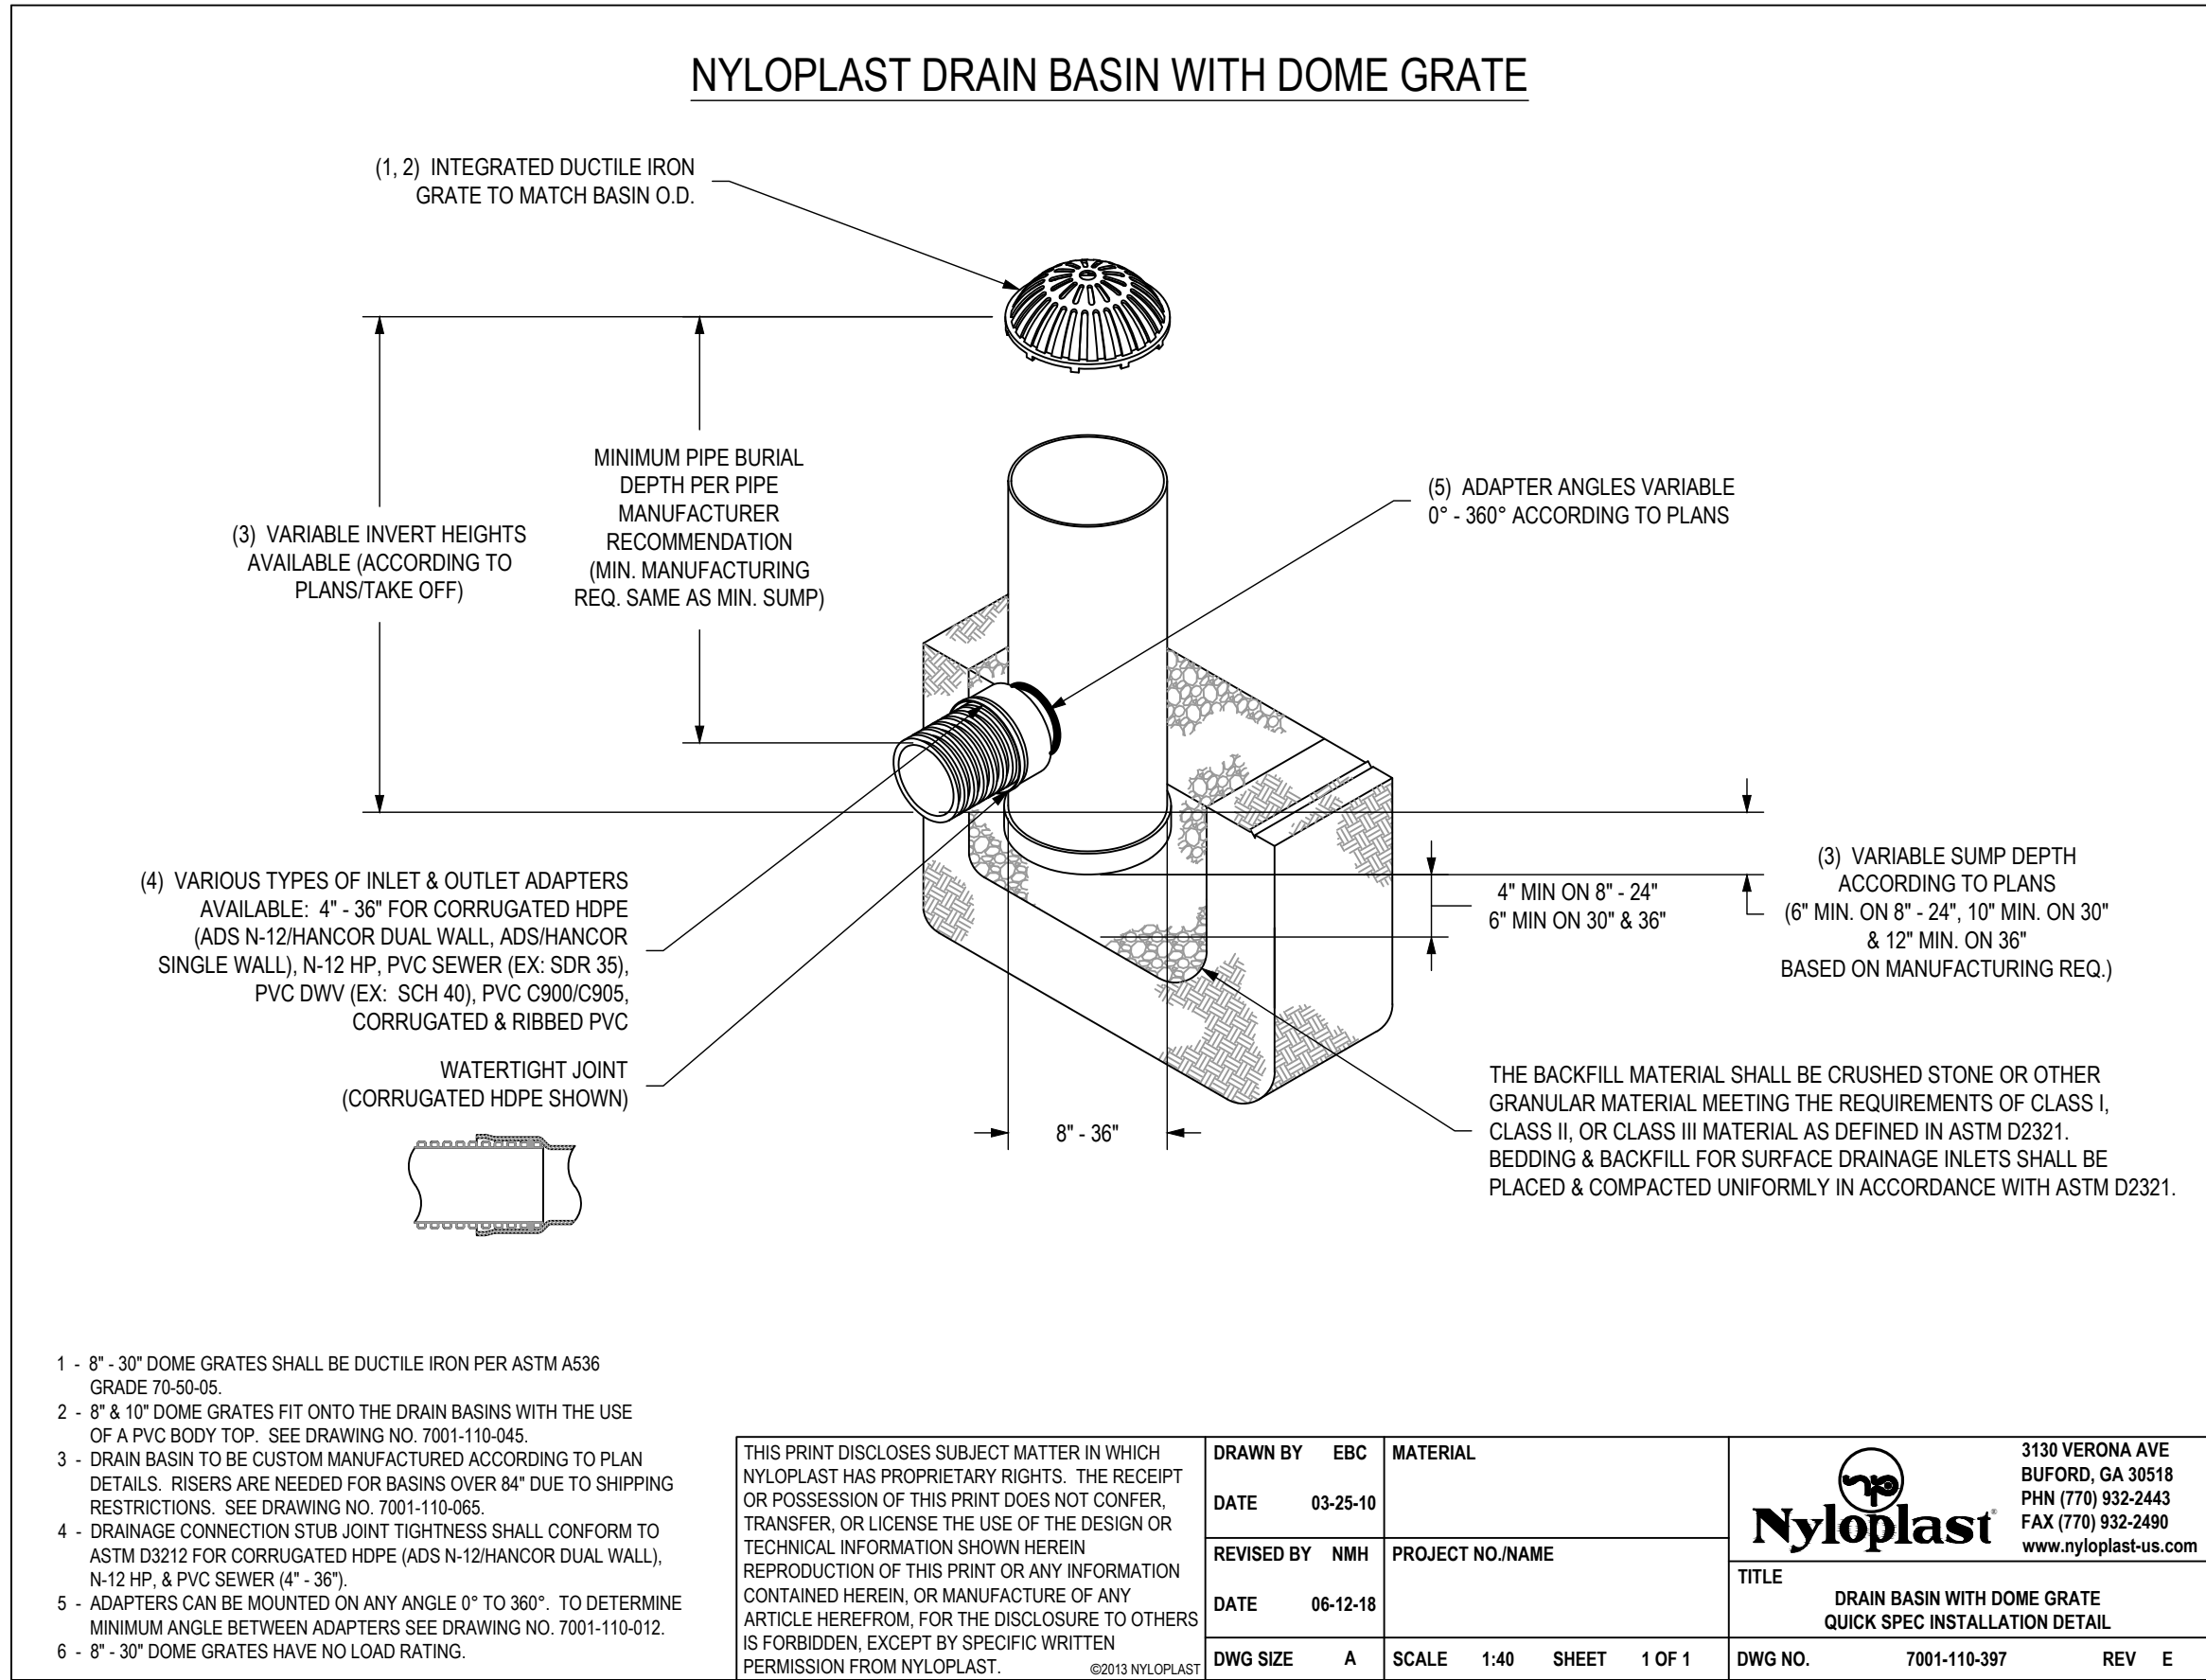 NYLOPLAST DRAIN BASIN WITH DOME GRATE
(1, 2) INTEGRATED DUCTILE IRON
GRATE TO MATCH BASIN O.D.
MINIMUM PIPE BURIAL
DEPTH PER PIPE
MANUFACTURER
RECOMMENDATION
(MIN. MANUFACTURING
REQ. SAME AS MIN. SUMP)
(3) VARIABLE INVERT HEIGHTS
AVAILABLE (ACCORDING TO
PLANS/TAKE OFF)
(5) ADAPTER ANGLES VARIABLE
0° - 360° ACCORDING TO PLANS
(4) VARIOUS TYPES OF INLET & OUTLET ADAPTERS
AVAILABLE: 4" - 36" FOR CORRUGATED HDPE
(ADS N-12/HANCOR DUAL WALL, ADS/HANCOR
SINGLE WALL), N-12 HP, PVC SEWER (EX: SDR 35),
PVC DWV (EX: SCH 40), PVC C900/C905,
CORRUGATED & RIBBED PVC
WATERTIGHT JOINT
(CORRUGATED HDPE SHOWN)
8" - 36"
4" MIN ON 8" - 24"
6" MIN ON 30" & 36"
(3) VARIABLE SUMP DEPTH
ACCORDING TO PLANS
(6" MIN. ON 8" - 24", 10" MIN. ON 30"
& 12" MIN. ON 36"
BASED ON MANUFACTURING REQ.)
THE BACKFILL MATERIAL SHALL BE CRUSHED STONE OR OTHER
GRANULAR MATERIAL MEETING THE REQUIREMENTS OF CLASS I,
CLASS II, OR CLASS III MATERIAL AS DEFINED IN ASTM D2321.
BEDDING & BACKFILL FOR SURFACE DRAINAGE INLETS SHALL BE
PLACED & COMPACTED UNIFORMLY IN ACCORDANCE WITH ASTM D2321.
1 - 8" - 30" DOME GRATES SHALL BE DUCTILE IRON PER ASTM A536
GRADE 70-50-05.
2 - 8" & 10" DOME GRATES FIT ONTO THE DRAIN BASINS WITH THE USE
OF A PVC BODY TOP. SEE DRAWING NO. 7001-110-045.
3 - DRAIN BASIN TO BE CUSTOM MANUFACTURED ACCORDING TO PLAN
DETAILS. RISERS ARE NEEDED FOR BASINS OVER 84" DUE TO SHIPPING
RESTRICTIONS. SEE DRAWING NO. 7001-110-065.
4 - DRAINAGE CONNECTION STUB JOINT TIGHTNESS SHALL CONFORM TO
ASTM D3212 FOR CORRUGATED HDPE (ADS N-12/HANCOR DUAL WALL),
N-12 HP, & PVC SEWER (4" - 36").
5 - ADAPTERS CAN BE MOUNTED ON ANY ANGLE 0° TO 360°. TO DETERMINE
MINIMUM ANGLE BETWEEN ADAPTERS SEE DRAWING NO. 7001-110-012.
6 - 8" - 30" DOME GRATES HAVE NO LOAD RATING.
THIS PRINT DISCLOSES SUBJECT MATTER IN WHICH
NYLOPLAST HAS PROPRIETARY RIGHTS. THE RECEIPT
OR POSSESSION OF THIS PRINT DOES NOT CONFER,
TRANSFER, OR LICENSE THE USE OF THE DESIGN OR
TECHNICAL INFORMATION SHOWN HEREIN
REPRODUCTION OF THIS PRINT OR ANY INFORMATION
CONTAINED HEREIN, OR MANUFACTURE OF ANY
ARTICLE HEREFROM, FOR THE DISCLOSURE TO OTHERS
IS FORBIDDEN, EXCEPT BY SPECIFIC WRITTEN
PERMISSION FROM NYLOPLAST. ©2013 NYLOPLAST
DRAWN BY EBC
DATE 03-25-10
REVISED BY NMH
DATE 06-12-18
DWG SIZE A
MATERIAL
PROJECT NO./NAME
SCALE 1:40 SHEET 1 OF 1
Nyloplast®
3130 VERONA AVE
BUFORD, GA 30518
PHN (770) 932-2443
FAX (770) 932-2490
www.nyloplast-us.com
TITLE
DRAIN BASIN WITH DOME GRATE
QUICK SPEC INSTALLATION DETAIL
DWG NO. 7001-110-397 REV E